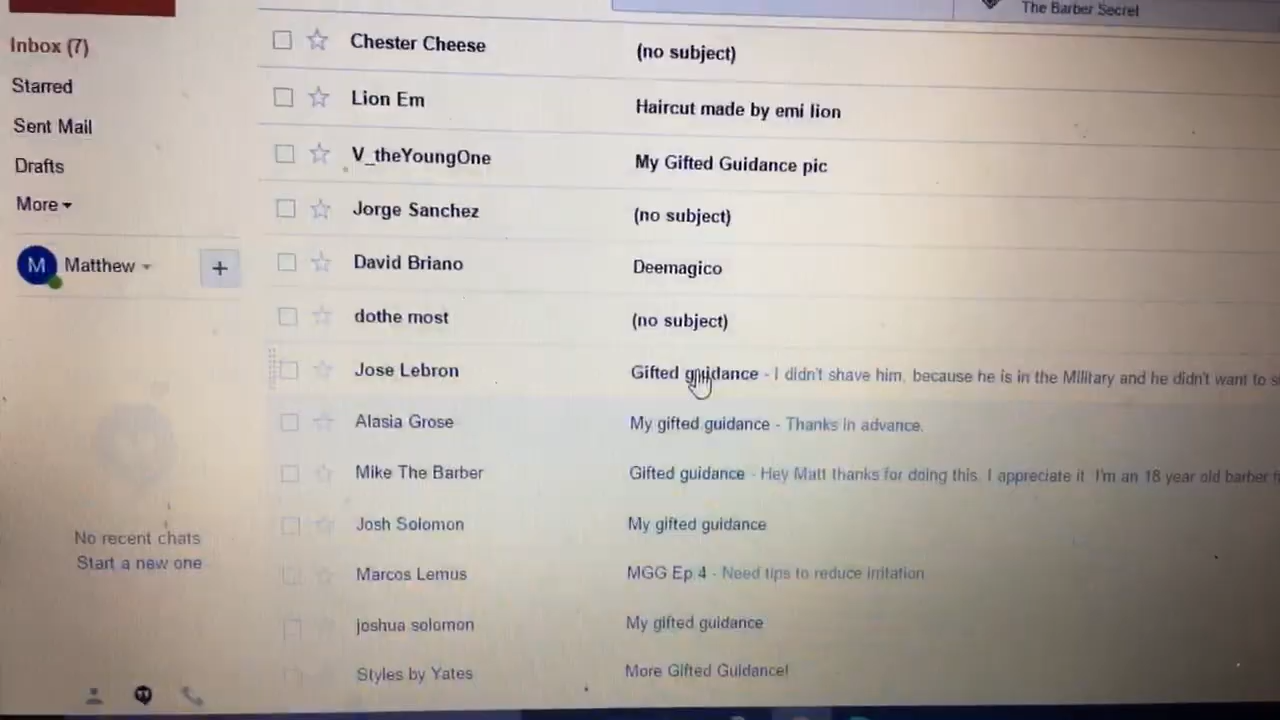 The Barber Secret
Inbox (7)
Starred
Sent Mail
Drafts
More
M Matthew
+
No recent chats
Start a new one
Chester Cheese (no subject)
Lion Em Haircut made by emi lion
V_theYoungOne My Gifted Guidance pic
Jorge Sanchez (no subject)
David Briano Deemagico
dothe most (no subject)
Jose Lebron Gifted guidance - I didn't shave him, because he is in the Military and he didn't want to
Alasia Grose My gifted guidance - Thanks in advance.
Mike The Barber Gifted guidance - Hey Matt thanks for doing this. I appreciate it. I'm an 18 year old barber
Josh Solomon My gifted guidance
Marcos Lemus MGG Ep 4 - Need tips to reduce irritation
joshua solomon My gifted guidance
Styles by Yates More Gifted Guidance!